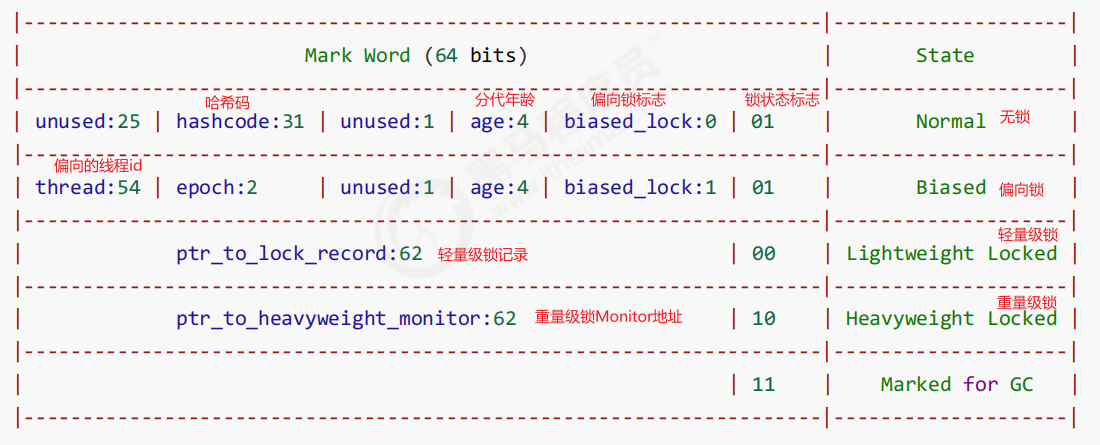 |--------------------------------------------------------------------|--------------------|
| Mark Word (64 bits) | State |
|--------------------------------------------------------------------|--------------------|
哈希码 分代年龄 偏向锁标志 锁状态标志
| unused:25 | hashcode:31 | unused:1 | age:4 | biased_lock:0 | 01 | Normal 无锁 |
|--------------------------------------------------------------------|--------------------|
偏向的线程id
| thread:54 | epoch:2 | unused:1 | age:4 | biased_lock:1 | 01 | Biased 偏向锁 |
|--------------------------------------------------------------------|--------------------|
轻量级锁
| ptr_to_lock_record:62 轻量级锁记录 | 00 | Lightweight Locked |
|--------------------------------------------------------------------|--------------------|
重量级锁
| ptr_to_heavyweight_monitor:62 重量级锁Monitor地址 | 10 | Heavyweight Locked |
|--------------------------------------------------------------------|--------------------|
| | 11 | Marked for GC |
|--------------------------------------------------------------------|--------------------|